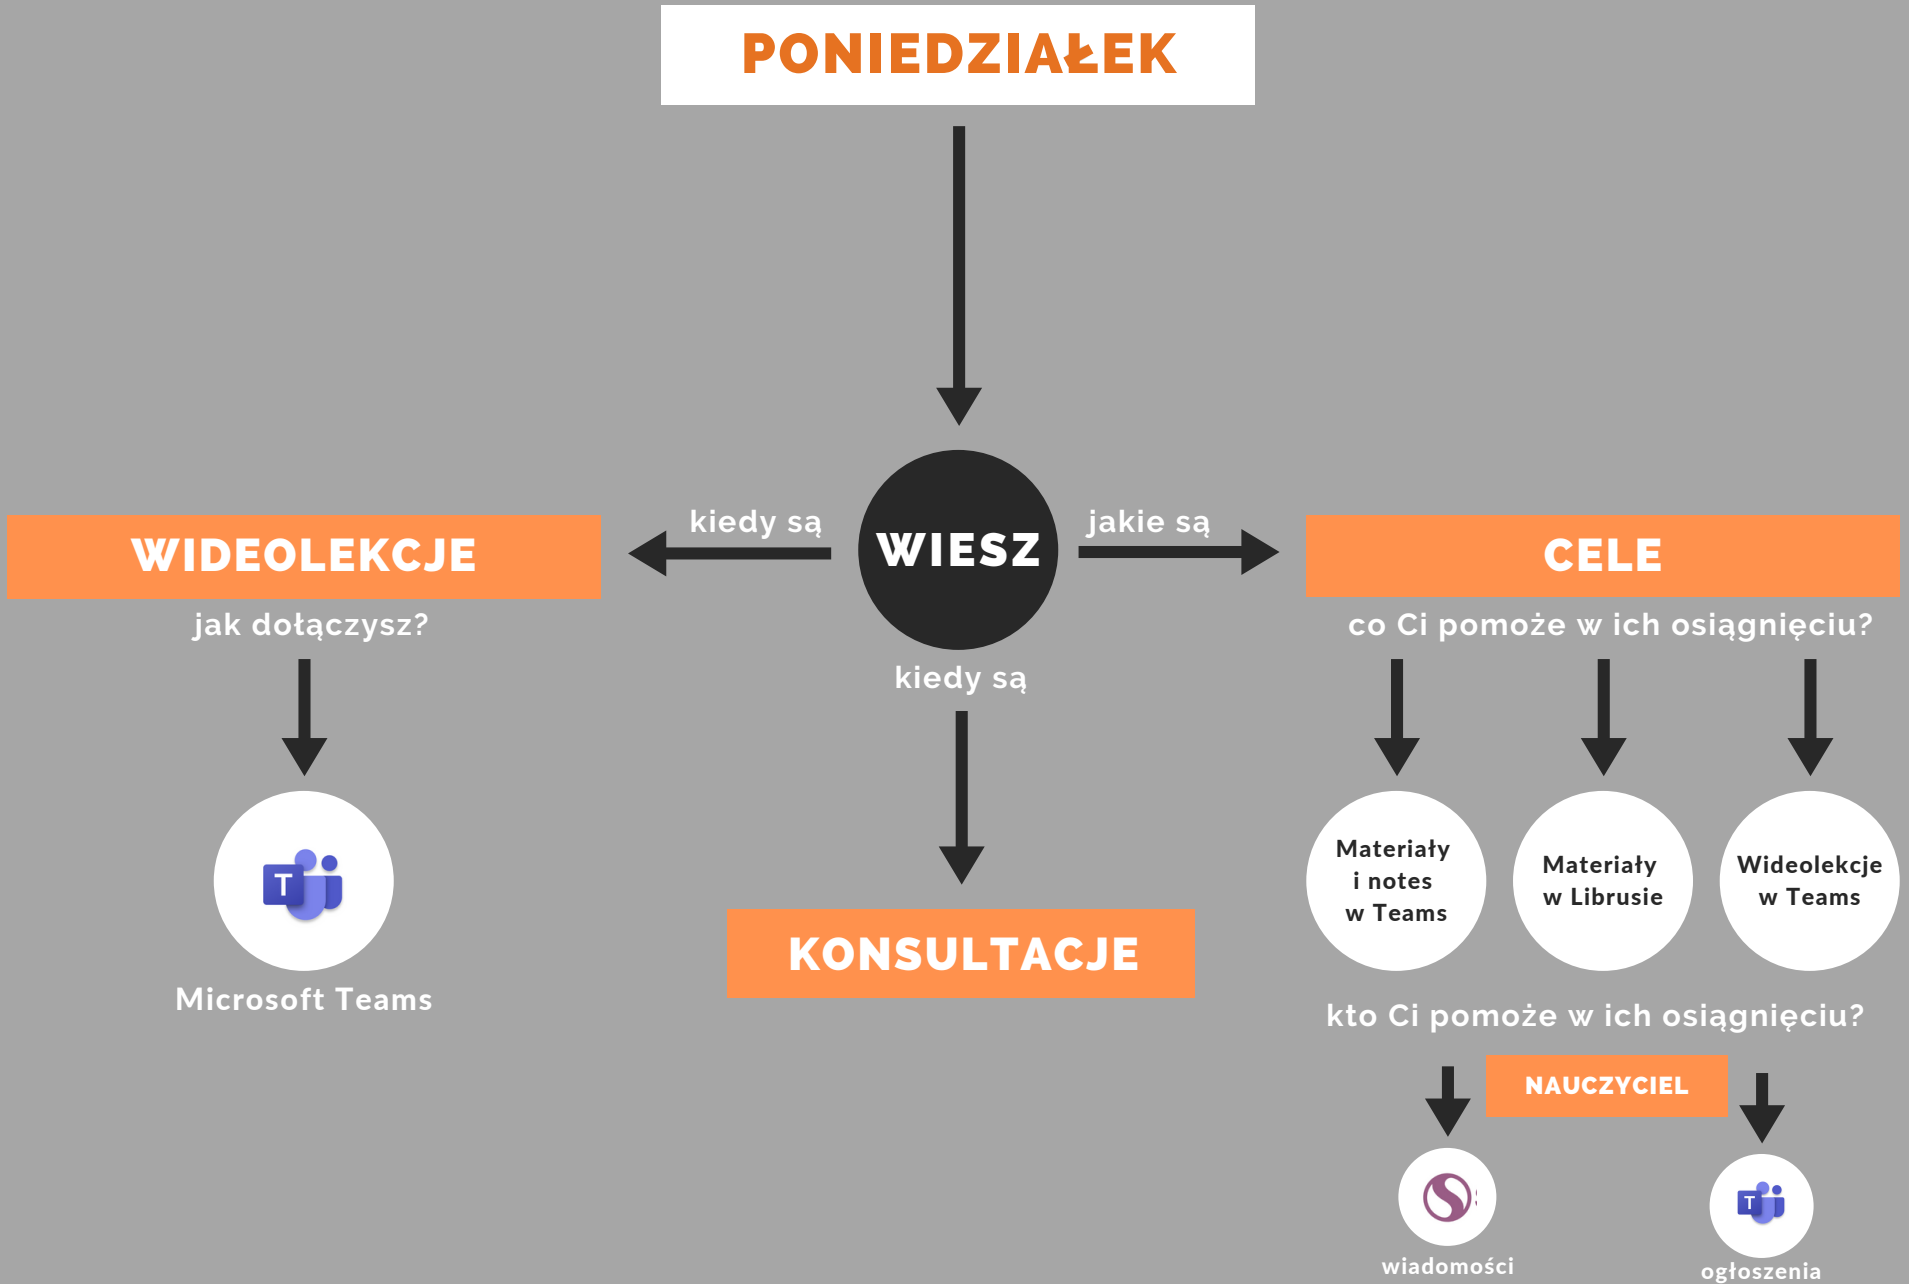 PONIEDZIAŁEK
kiedy są
WIESZ
jakie są
WIDEOLEKCJE
CELE
jak dołączysz?
kiedy są
co Ci pomoże w ich osiągnięciu?
T
Microsoft Teams
KONSULTACJE
Materiały
i notes
w Teams
Materiały
w Librusie
Wideolekcje
w Teams
kto Ci pomoże w ich osiągnięciu?
NAUCZYCIEL
T
wiadomości
ogłoszenia